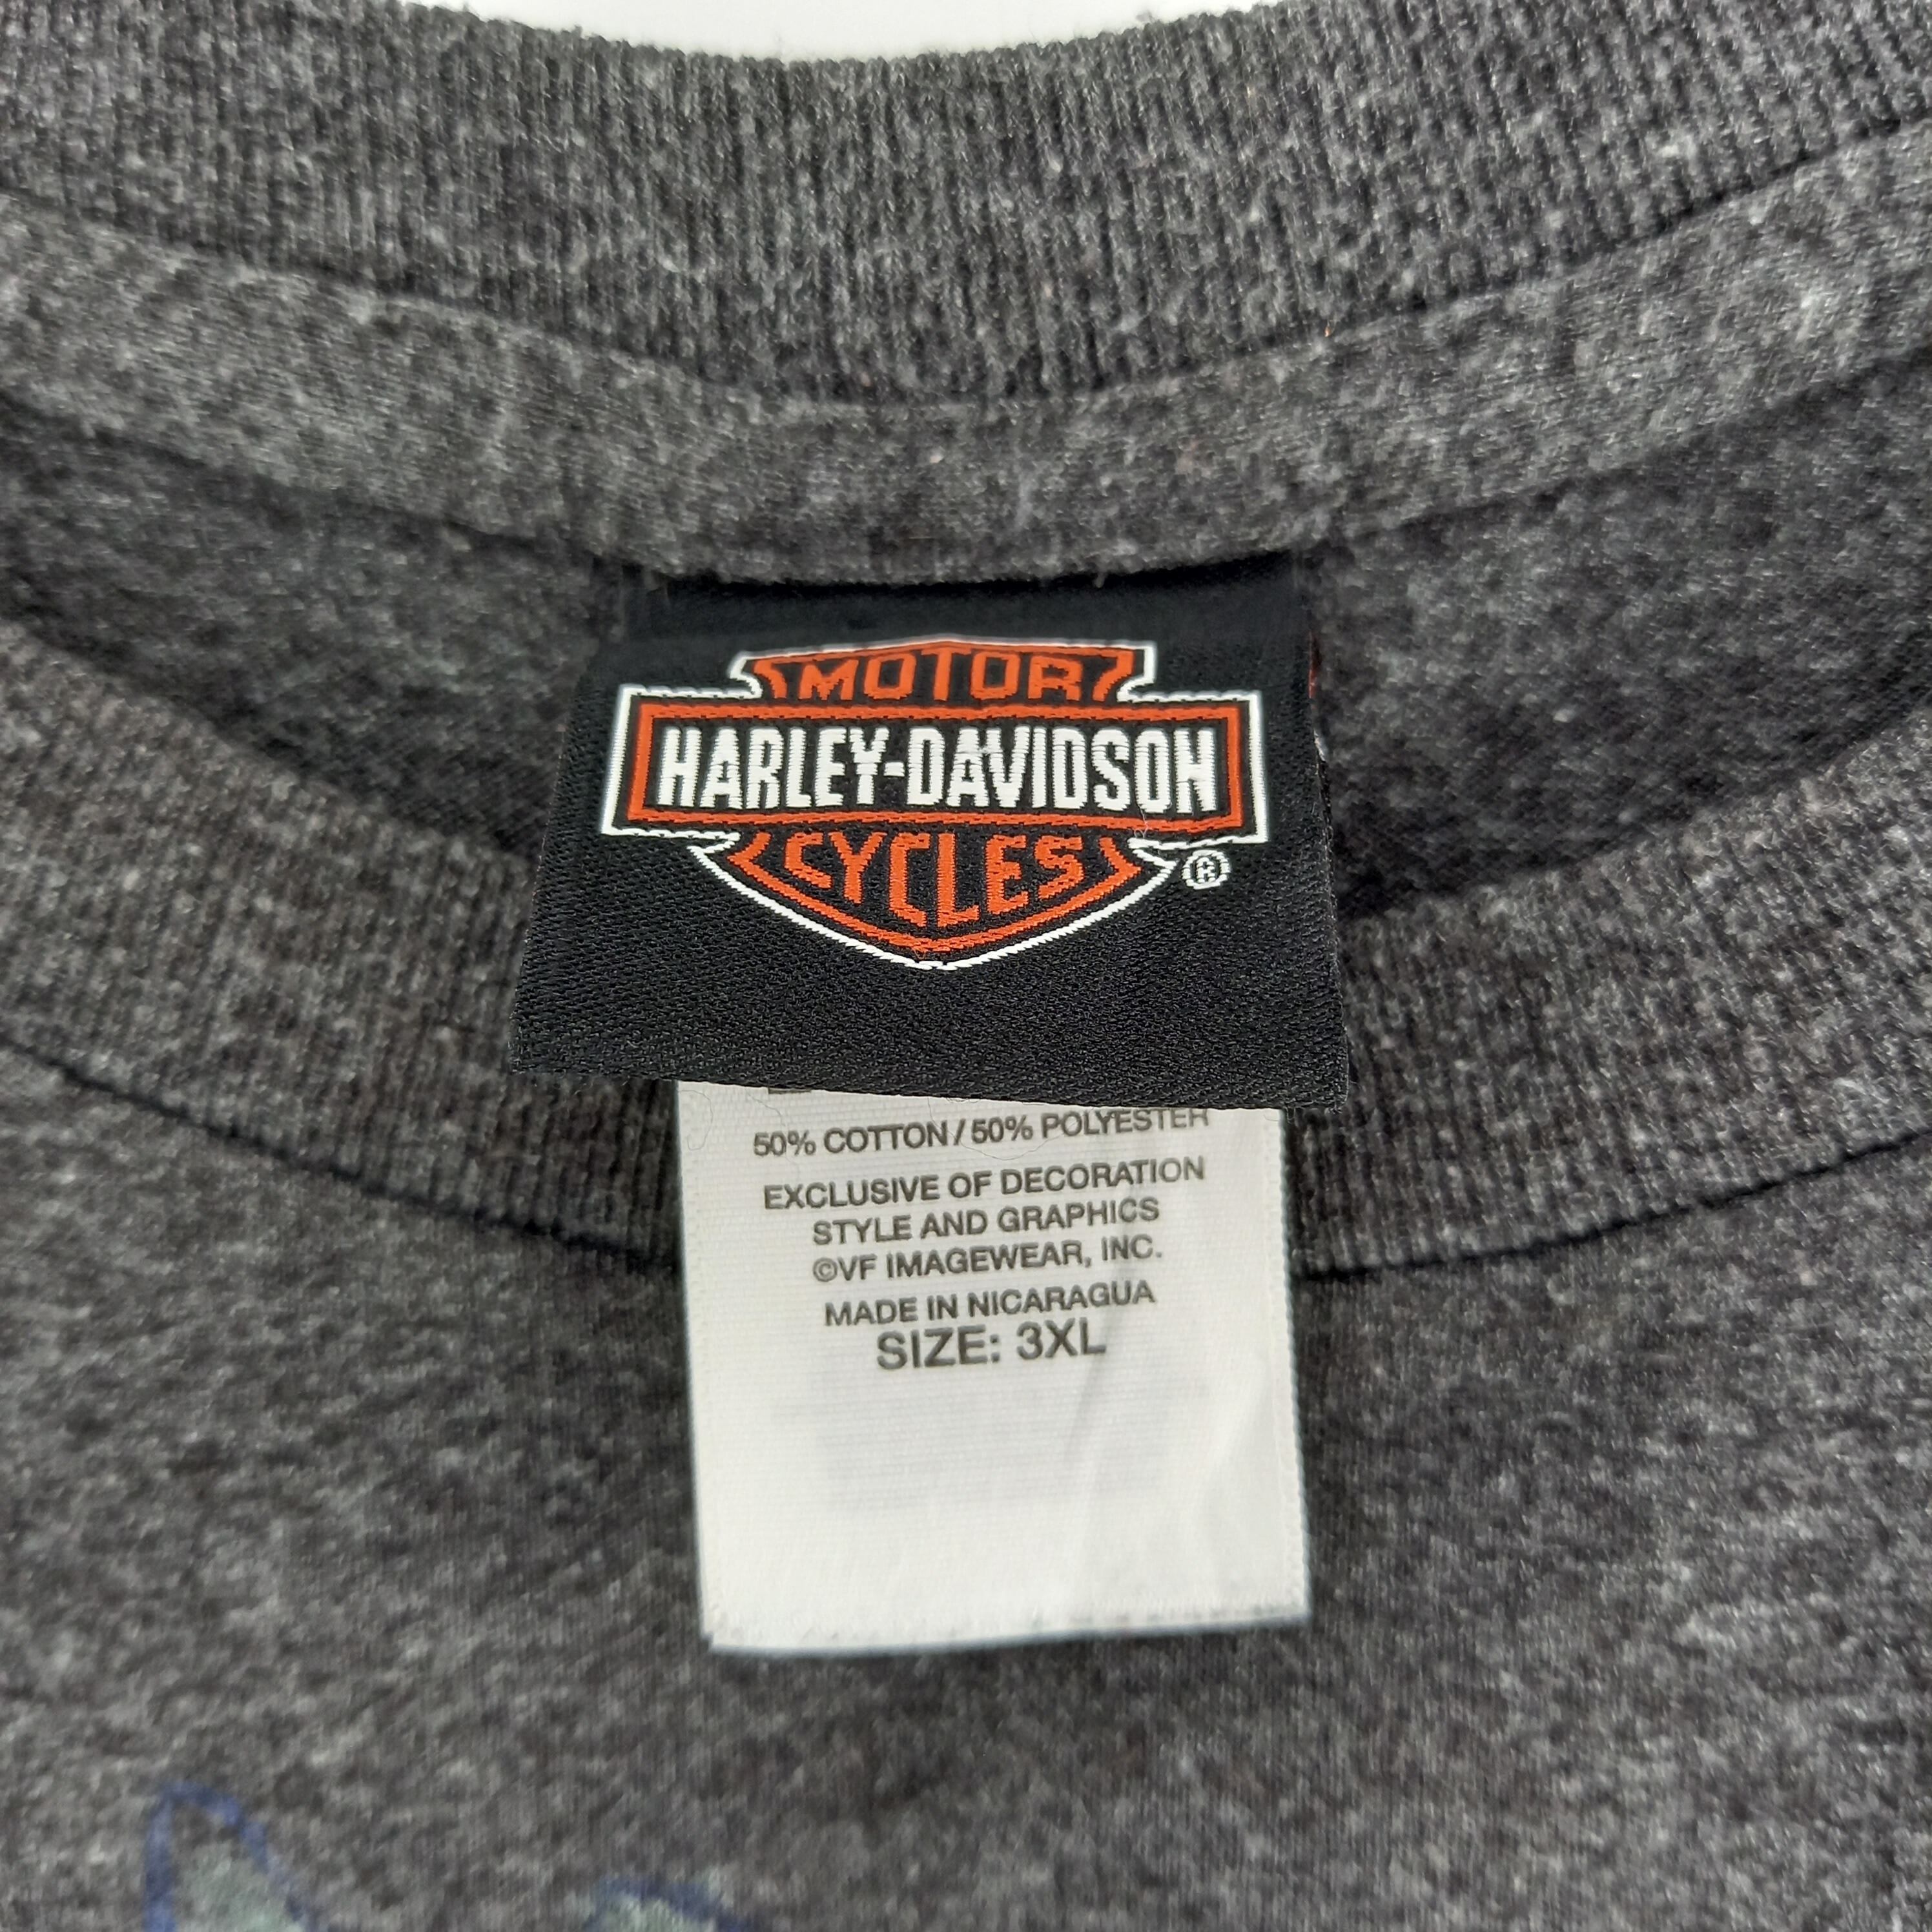 MOTOR
HARLEY-DAVIDSON
CYCLES
®
50% COTTON / 50% POLYESTER
EXCLUSIVE OF DECORATION
STYLE AND GRAPHICS
©VF IMAGEWEAR, INC.
MADE IN NICARAGUA
SIZE: 3XL